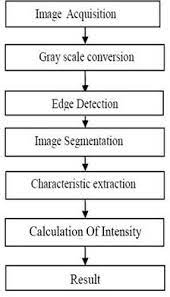 Image Acquisition
Gray scale conversion
Edge Detection
Image Segmentation
Characteristic extraction
Calculation Of Intensity
Result